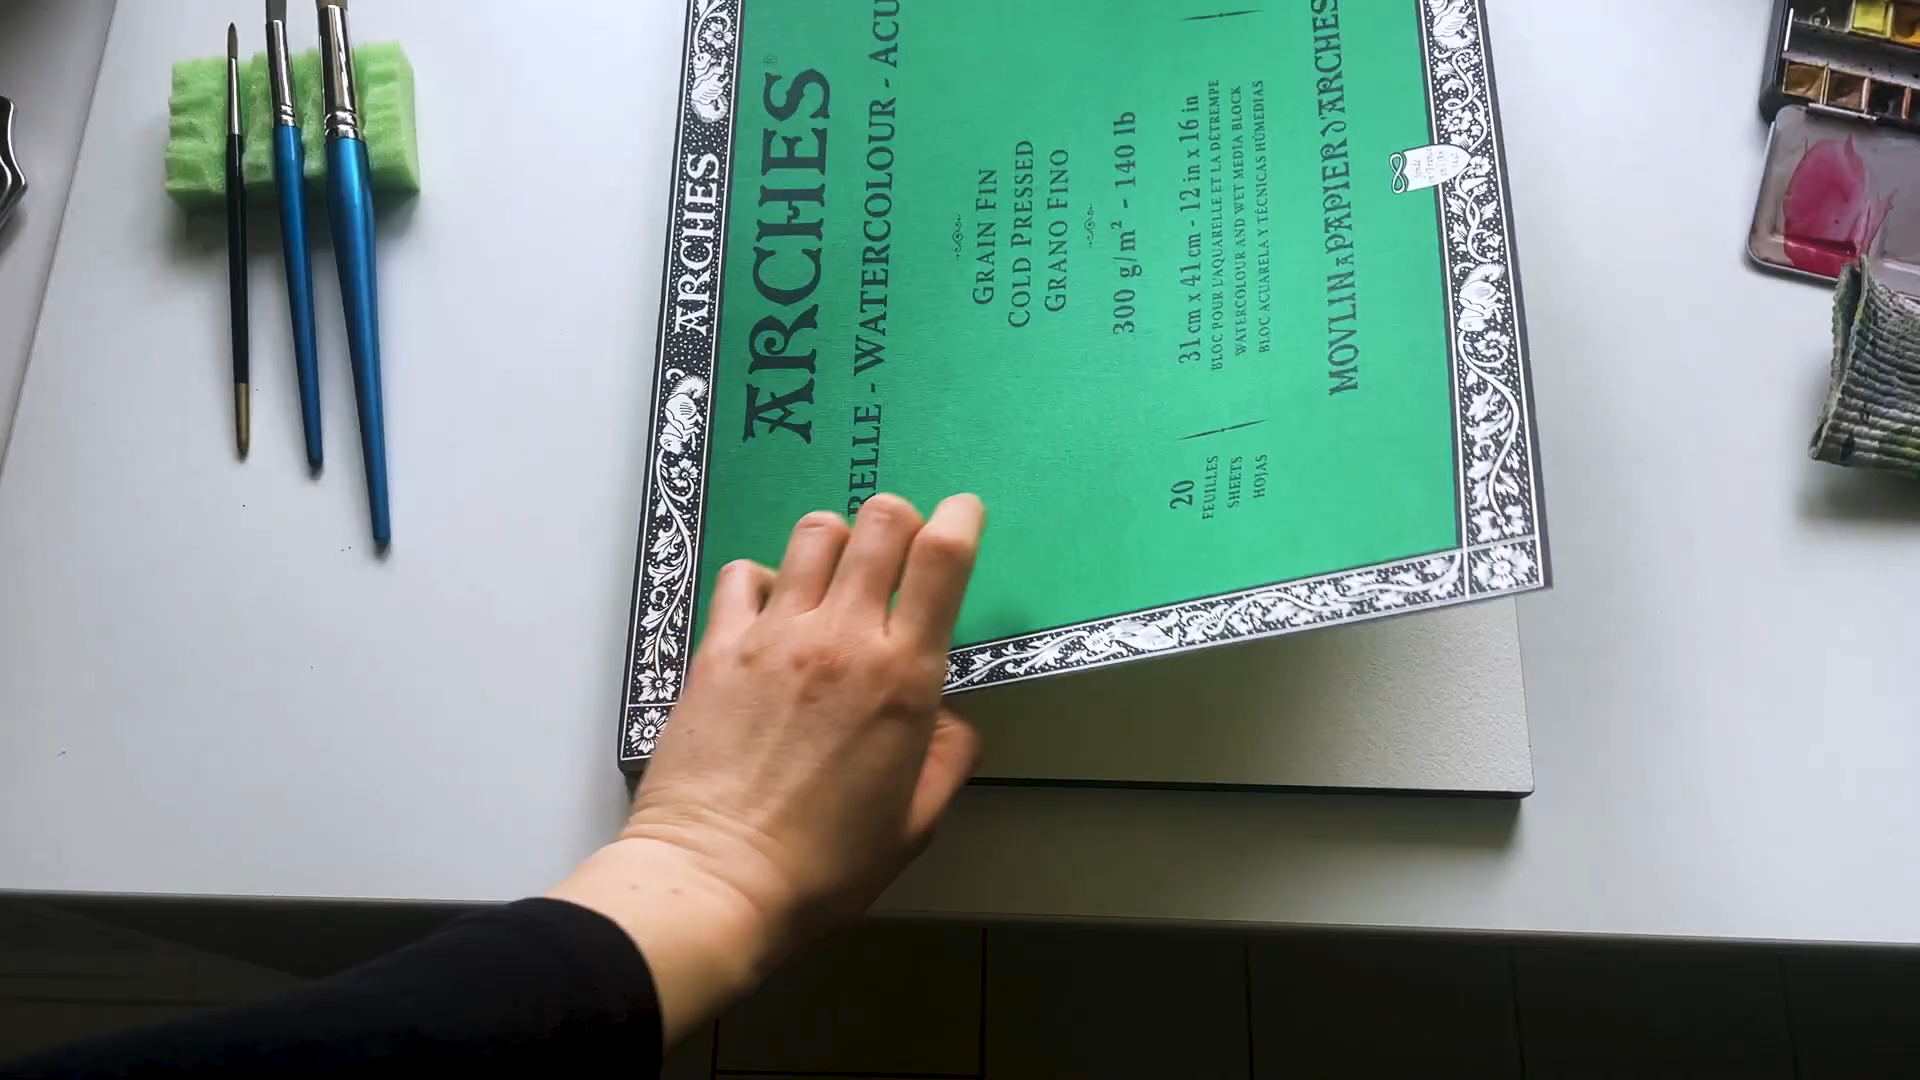 ARCHES
ARCHES®
RELLE - WATERCOLOUR - ACU
GRAIN FIN
COLD PRESSED
GRANO FINO
300 g/m² - 140 lb
31 cm x 41 cm - 12 in x 16 in
BLOC POUR L'AQUARELLE ET LA DÉTREMPE
WATERCOLOUR AND WET MEDIA BLOCK
BLOC ACUARELA Y TÉCNICAS HÚMEDIAS
20
FEUILLES
SHEETS
HOJAS
MOVLIN À PAPIER D'ARCHES